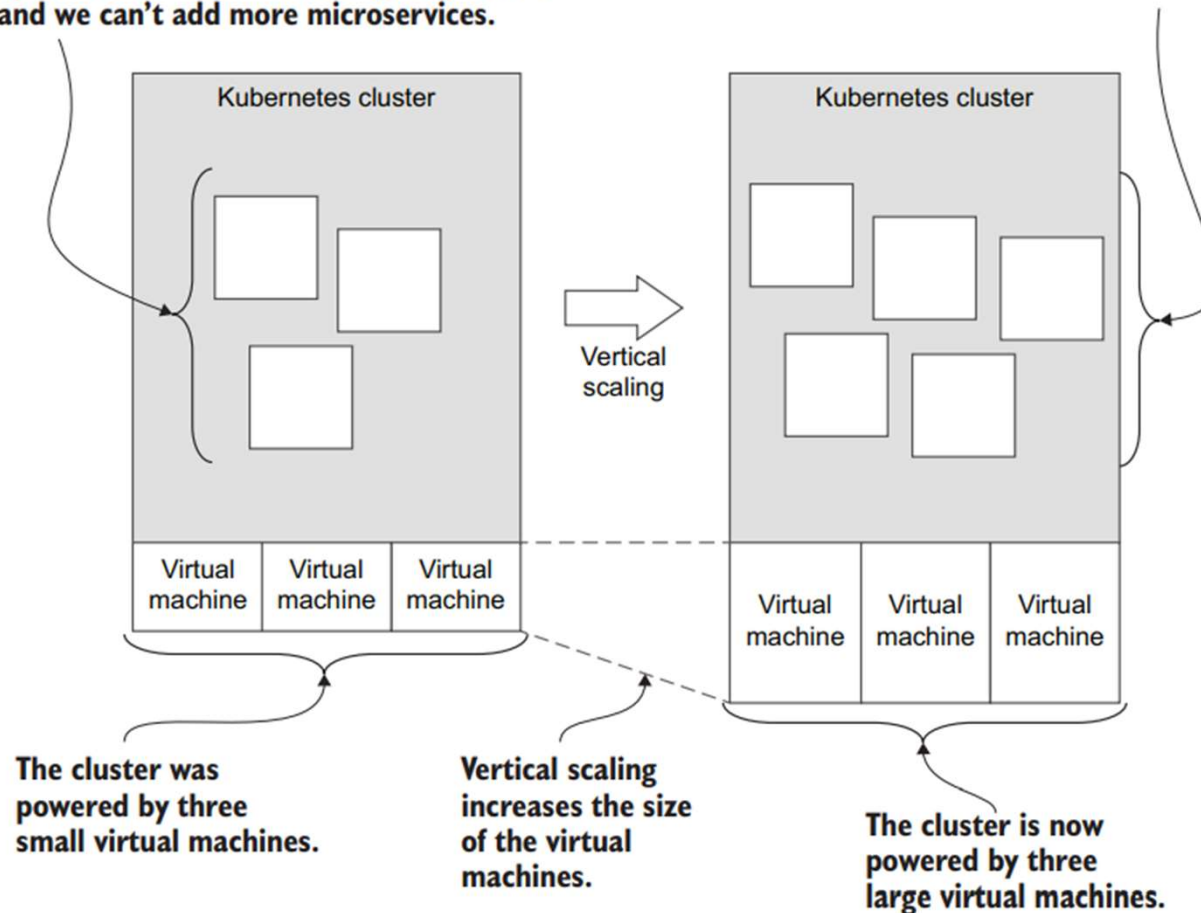 and we can't add more microservices.
Kubernetes cluster
Kubernetes cluster
Vertical
scaling
Virtual
machine
Virtual
machine
Virtual
machine
Virtual
machine
Virtual
machine
Virtual
machine
The cluster was
powered by three
small virtual machines.
Vertical scaling
increases the size
of the virtual
machines.
The cluster is now
powered by three
large virtual machines.